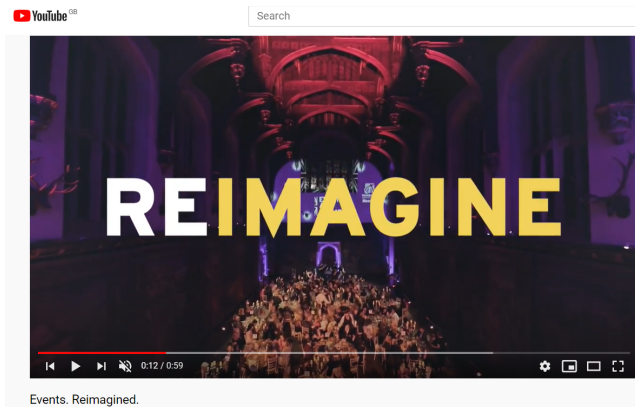 YouTube GB
Search
REIMAGINE
0:12 / 0:59
Events. Reimagined.